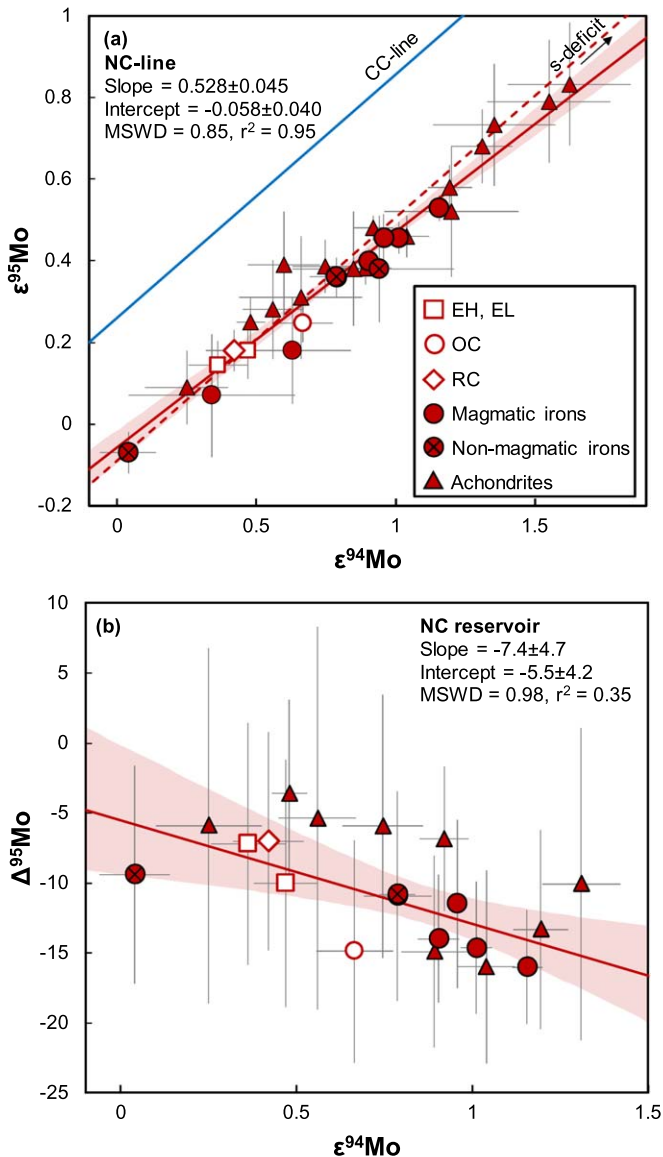 (a)
NC-line
Slope = 0.528±0.045
Intercept = -0.058±0.040
MSWD = 0.85, r² = 0.95
CC-line
s-deficit
1
0.8
0.6
0.4
0.2
0
-0.2
ε⁹⁵Mo
EH, EL
OC
RC
Magmatic irons
Non-magmatic irons
Achondrites
0 0.5 1 1.5
ε⁹⁴Mo
(b)
NC reservoir
Slope = -7.4±4.7
Intercept = -5.5±4.2
MSWD = 0.98, r² = 0.35
10
5
0
-5
-10
-15
-20
-25
Δ⁹⁵Mo
0 0.5 1 1.5
ε⁹⁴Mo